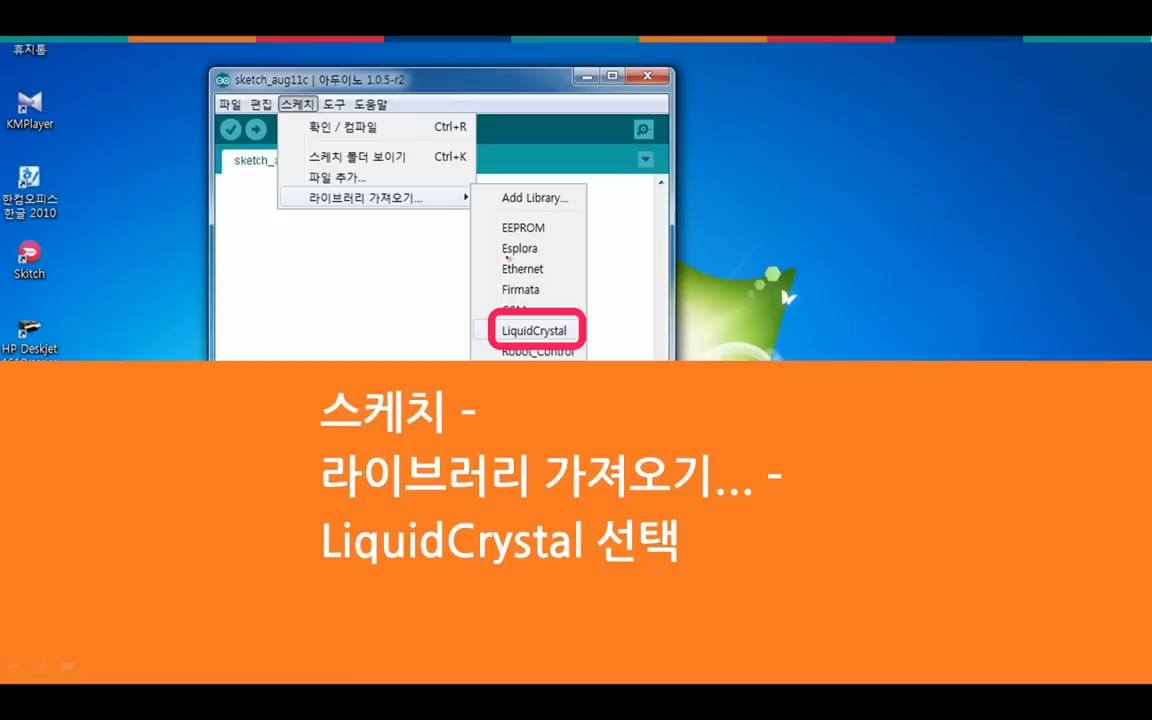 휴지통
KMPlayer
한컴오피스
한글 2010
Skitch
HP Deskjet
sketch_aug11c | 아두이노 1.0.5-r2
파일 편집 스케치 도구 도움말
확인 / 컴파일 Ctrl+R
스케치 폴더 보이기 Ctrl+K
파일 추가...
라이브러리 가져오기...
sketch_a
Add Library...
EEPROM
Esplora
Ethernet
Firmata
LiquidCrystal
Robot_Control
스케치 -
라이브러리 가져오기... -
LiquidCrystal 선택